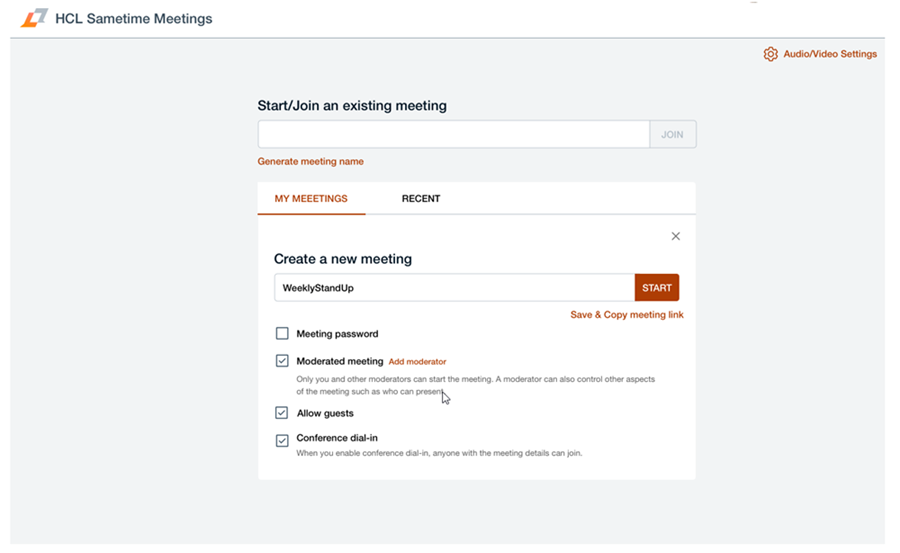 HCL Sametime Meetings
Audio/Video Settings
Start/Join an existing meeting
JOIN
Generate meeting name
MY MEEETINGS
RECENT
Create a new meeting
WeeklyStandUp
START
Save & Copy meeting link
Meeting password
Moderated meeting Add moderator
Only you and other moderators can start the meeting. A moderator can also control other aspects
of the meeting such as who can present.
Allow guests
Conference dial-in
When you enable conference dial-in, anyone with the meeting details can join.